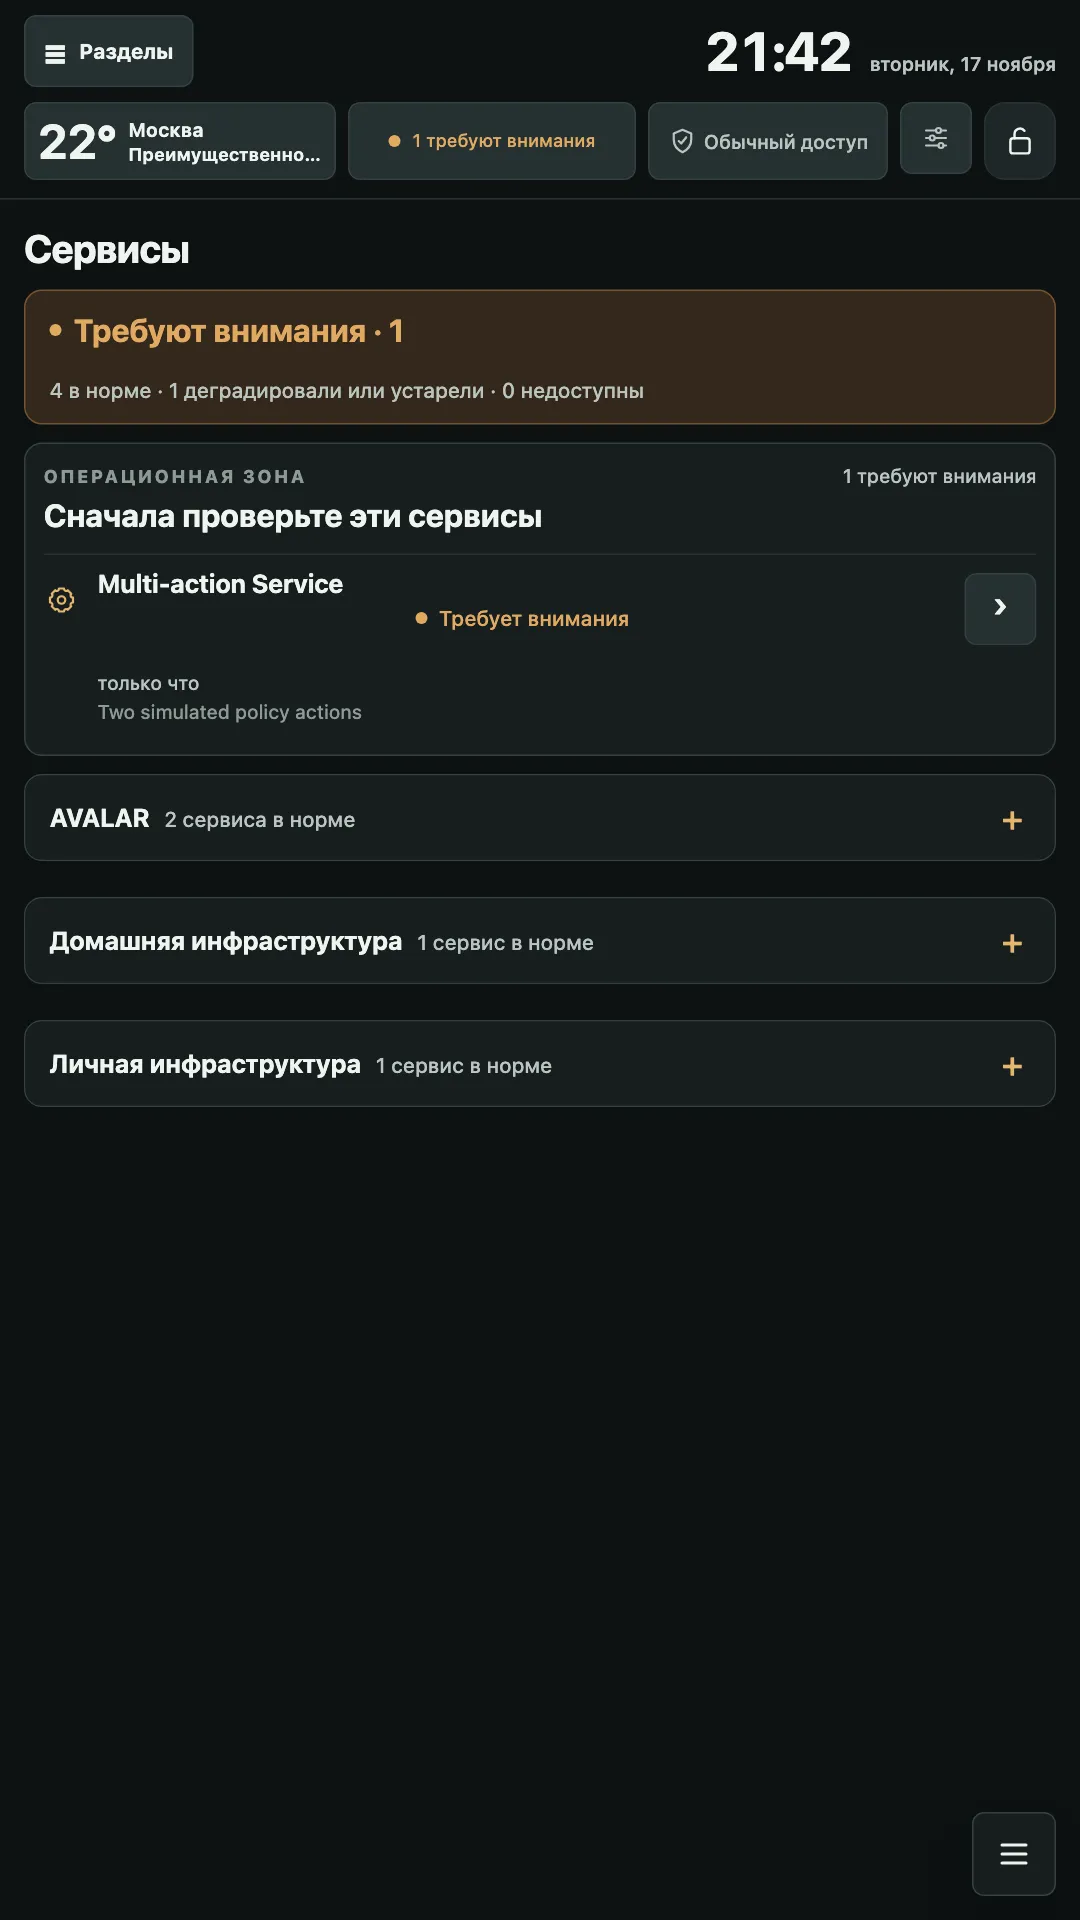 Разделы
21:42 вторник, 17 ноября
22° Москва
Преимущественно...
1 требуют внимания
Обычный доступ
Сервисы
Требуют внимания · 1
4 в норме · 1 деградировали или устарели · 0 недоступны
ОПЕРАЦИОННАЯ ЗОНА
1 требуют внимания
Сначала проверьте эти сервисы
Multi-action Service
Требует внимания
только что
Two simulated policy actions
AVALAR 2 сервиса в норме
Домашняя инфраструктура 1 сервис в норме
Личная инфраструктура 1 сервис в норме